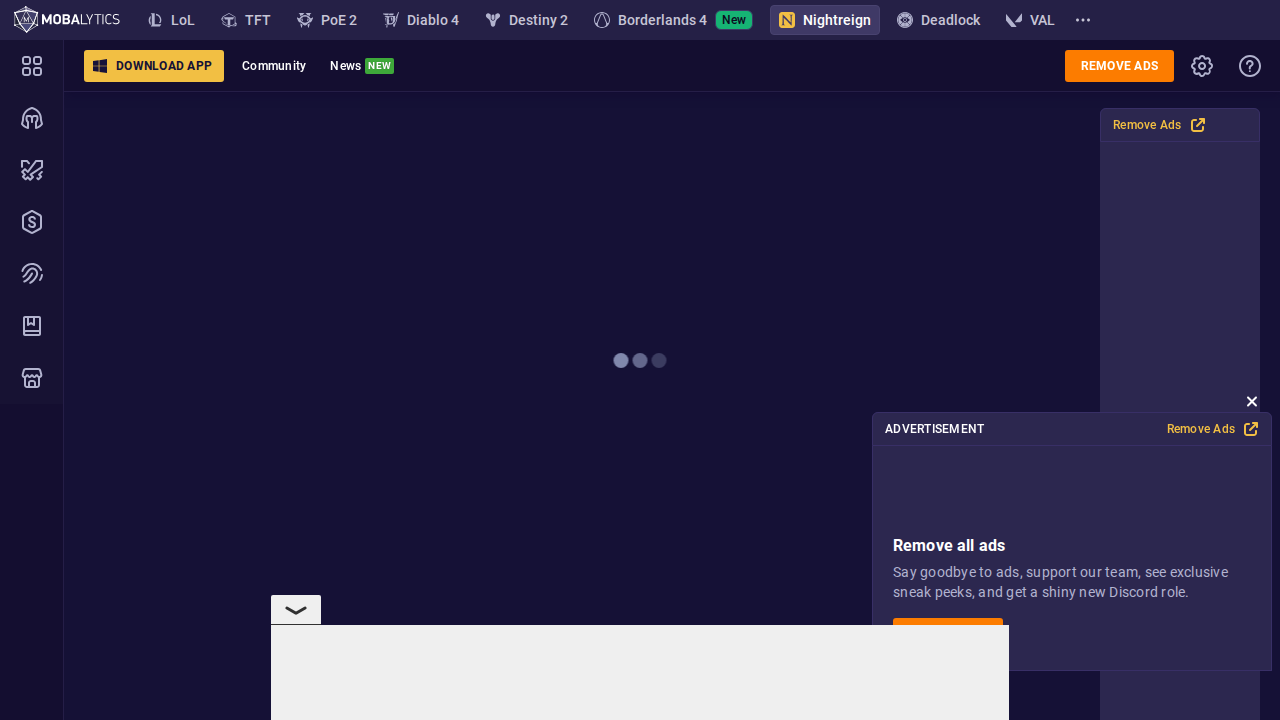 MOBALYTICS
LoL
TFT
PoE 2
Diablo 4
Destiny 2
Borderlands 4
New
Nightreign
Deadlock
VAL
DOWNLOAD APP
Community
News
NEW
REMOVE ADS
Remove Ads
ADVERTISEMENT
Remove Ads
Remove all ads
Say goodbye to ads, support our team, see exclusive
sneak peeks, and get a shiny new Discord role.